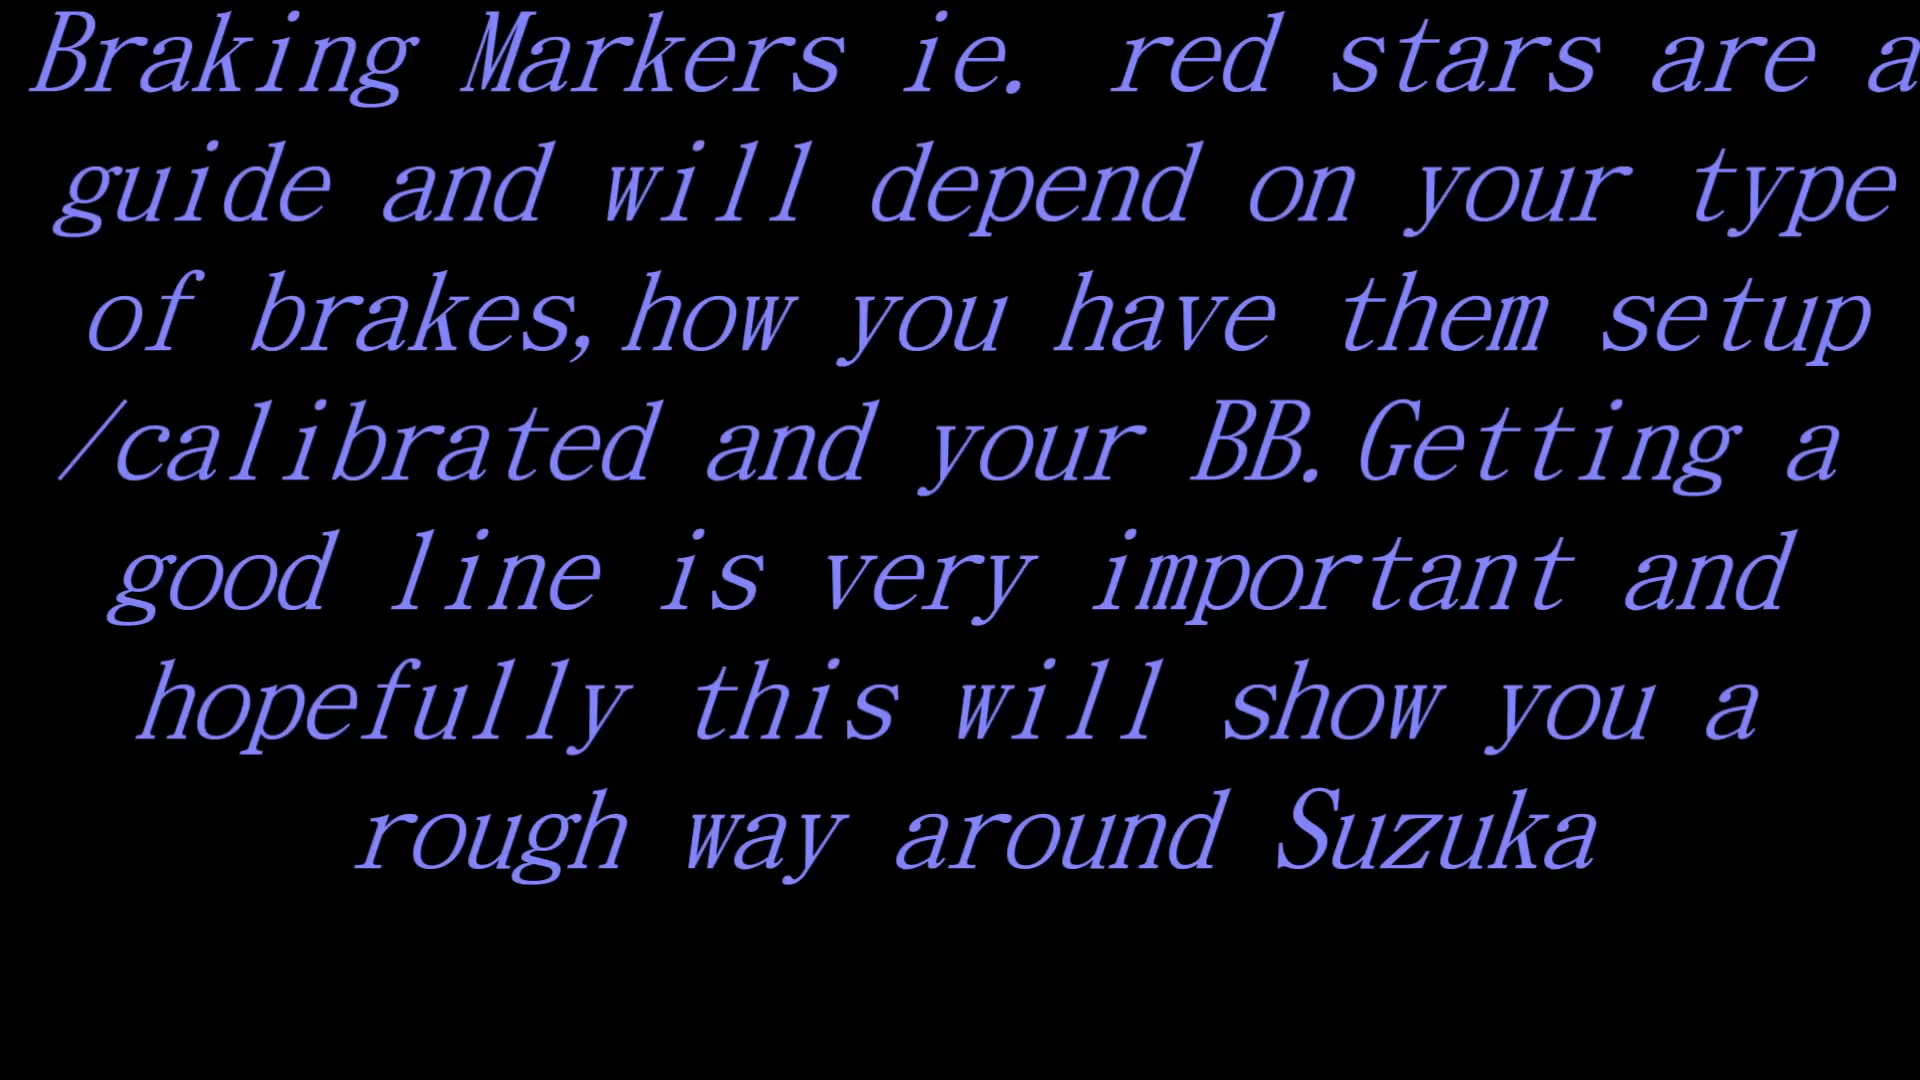 Braking Markers ie. red stars are a
guide and will depend on your type
of brakes,how you have them setup
/calibrated and your BB.Getting a
good line is very important and
hopefully this will show you a
rough way around Suzuka